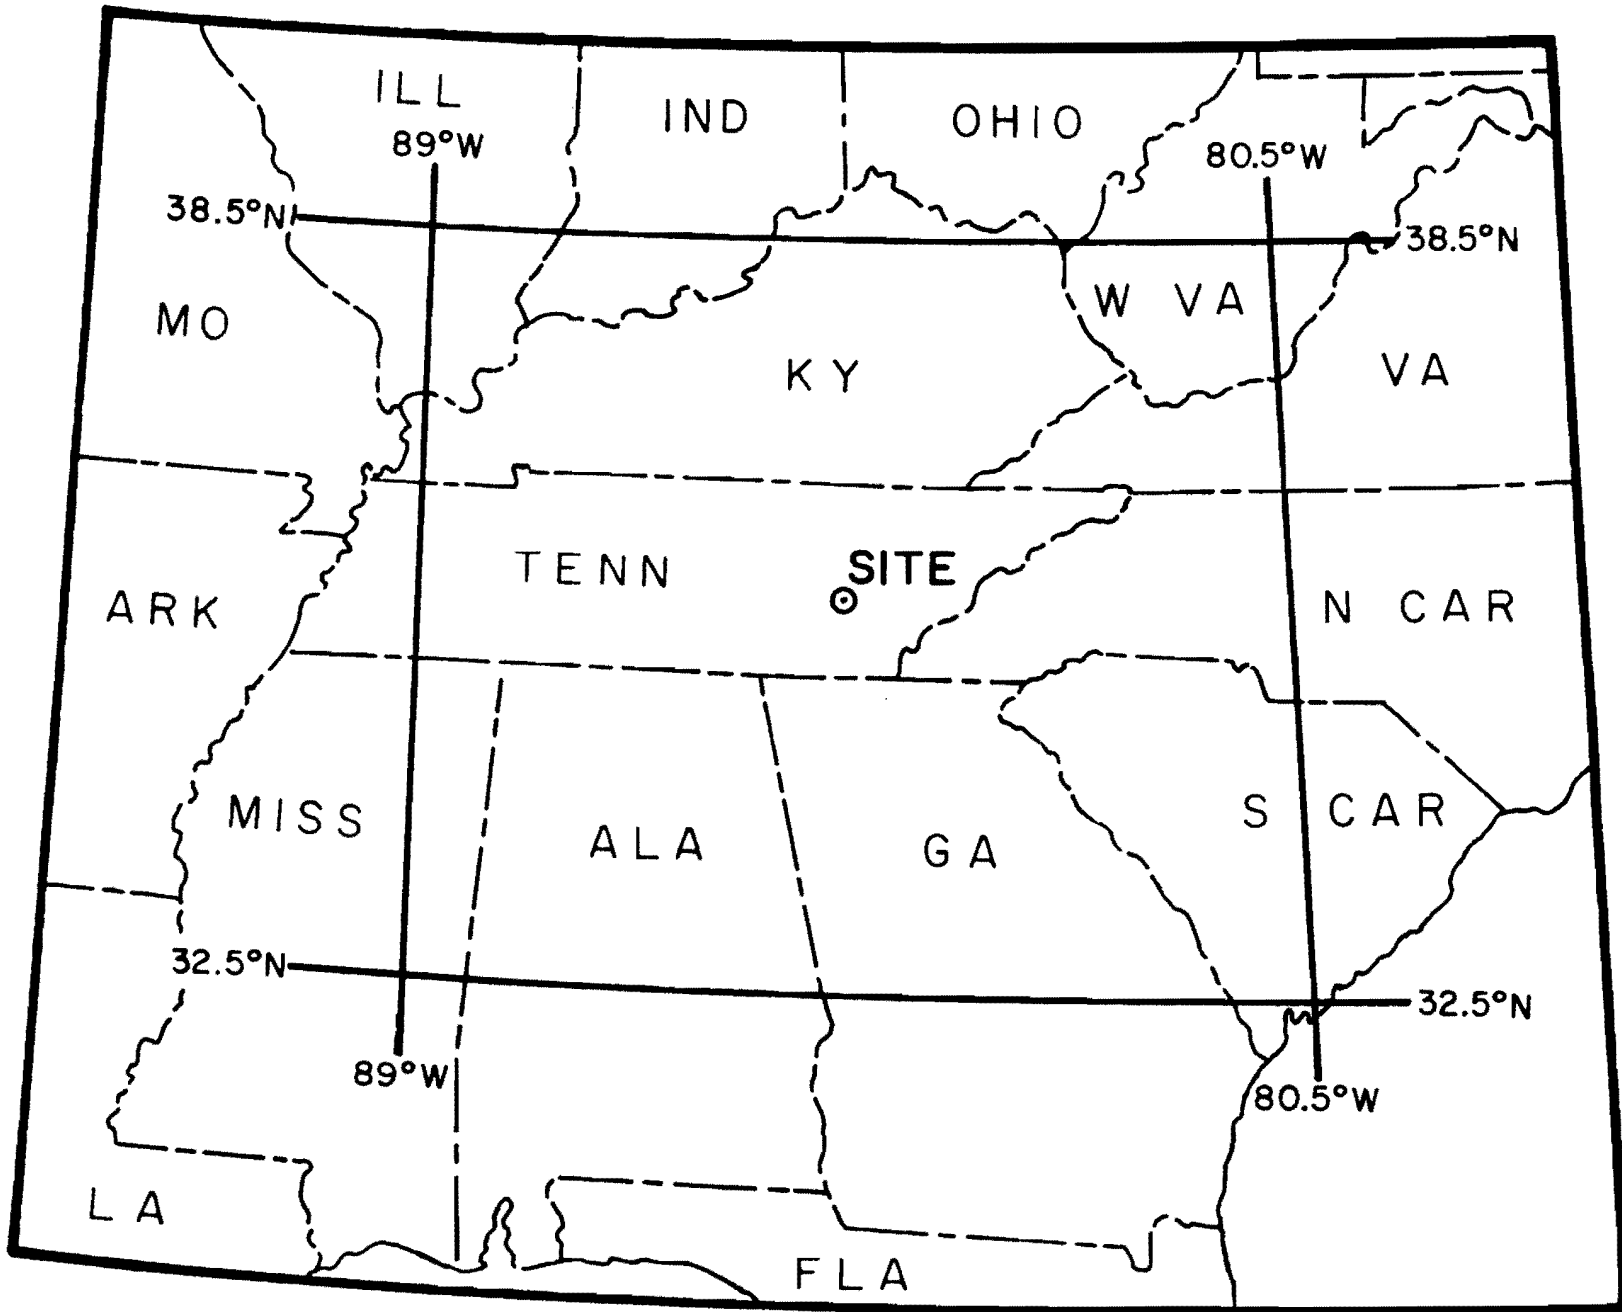 ILL
IND
OHIO
89°W
80.5°W
38.5°N
38.5°N
W VA
MO
KY
VA
TENN
SITE
ARK
N CAR
MISS
ALA
GA
S CAR
32.5°N
32.5°N
89°W
80.5°W
LA
FLA